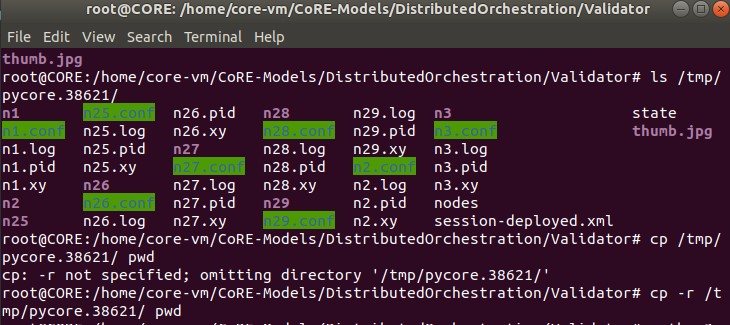 root@CORE: /home/core-vm/CoRE-Models/DistributedOrchestration/Validator
File Edit View Search Terminal Help
thumb.jpg
root@CORE:/home/core-vm/CoRE-Models/DistributedOrchestration/Validator# ls /tmp/
pycore.38621/
n1 n25.conf n26.pid n28 n29.log n3 state
n1.conf n25.log n26.xy n28.conf n29.pid n3.conf thumb.jpg
n1.log n25.pid n27 n28.log n29.xy n3.log
n1.pid n25.xy n27.conf n28.pid n2.conf n3.pid
n1.xy n26 n27.log n28.xy n2.log n3.xy
n2 n26.conf n27.pid n29 n2.pid nodes
n25 n26.log n27.xy n29.conf n2.xy session-deployed.xml
root@CORE:/home/core-vm/CoRE-Models/DistributedOrchestration/Validator# cp /tmp/
pycore.38621/ pwd
cp: -r not specified; omitting directory '/tmp/pycore.38621/'
root@CORE:/home/core-vm/CoRE-Models/DistributedOrchestration/Validator# cp -r /t
mp/pycore.38621/ pwd